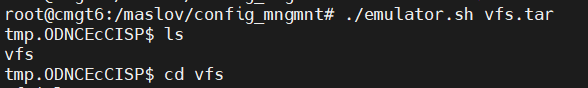 root@cmgt6:/maslov/config_mngmnt# ./emulator.sh vfs.tar
tmp.ODNCEcCISP$ ls
vfs
tmp.ODNCEcCISP$ cd vfs